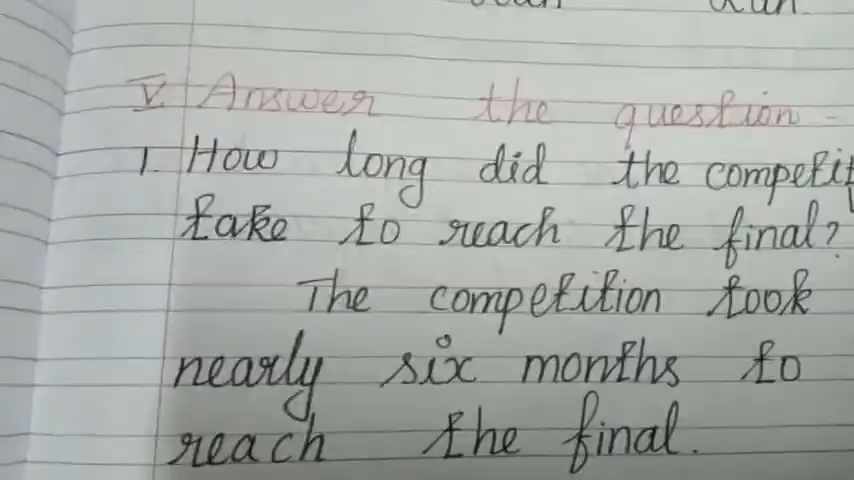 V. Answer the question -
1. How long did the competit
take to reach the final?
The competition took
nearly six months to
reach the final.